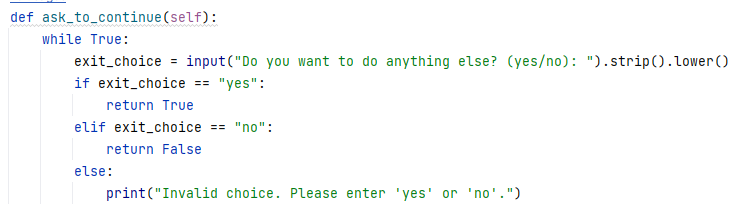 def ask_to_continue(self):
    while True:
        exit_choice = input("Do you want to do anything else? (yes/no): ").strip().lower()
        if exit_choice == "yes":
            return True
        elif exit_choice == "no":
            return False
        else:
            print("Invalid choice. Please enter 'yes' or 'no'.")